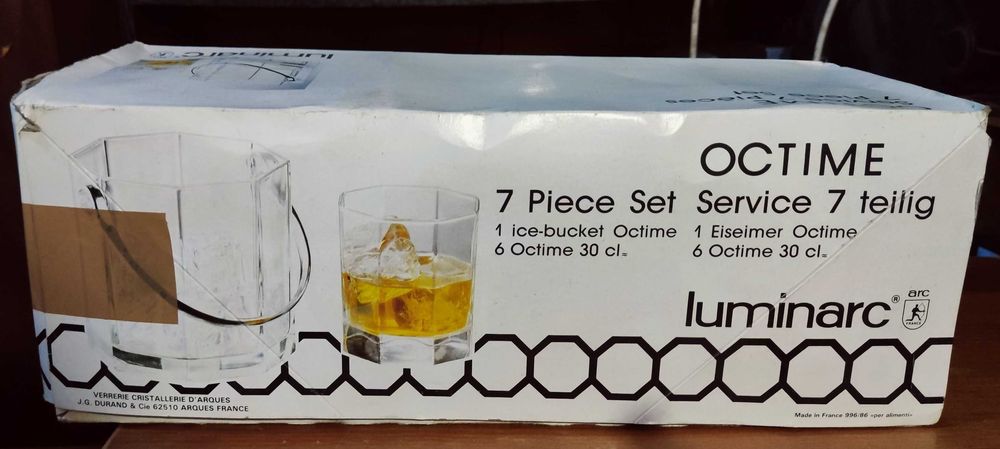 luminarc
OCTIME
7 Piece Set Service 7 teilig
1 ice-bucket Octime 1 Eiseimer Octime
6 Octime 30 cl≈ 6 Octime 30 cl≈
luminarc® arc
FRANCE
VERRERIE CRISTALLERIE D'ARQUES
J.G. DURAND & Cie 62510 ARQUES FRANCE
Made in France 996/86 «per alimenti»